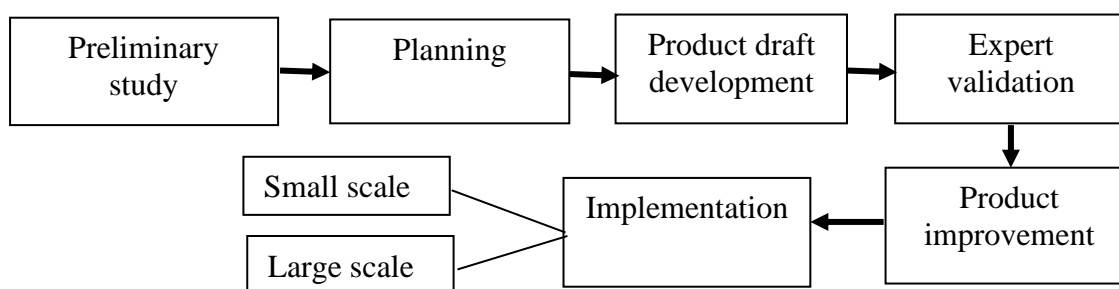 Preliminary
study
Planning
Product draft
development
Expert
validation
Product
improvement
Implementation
Small scale
Large scale